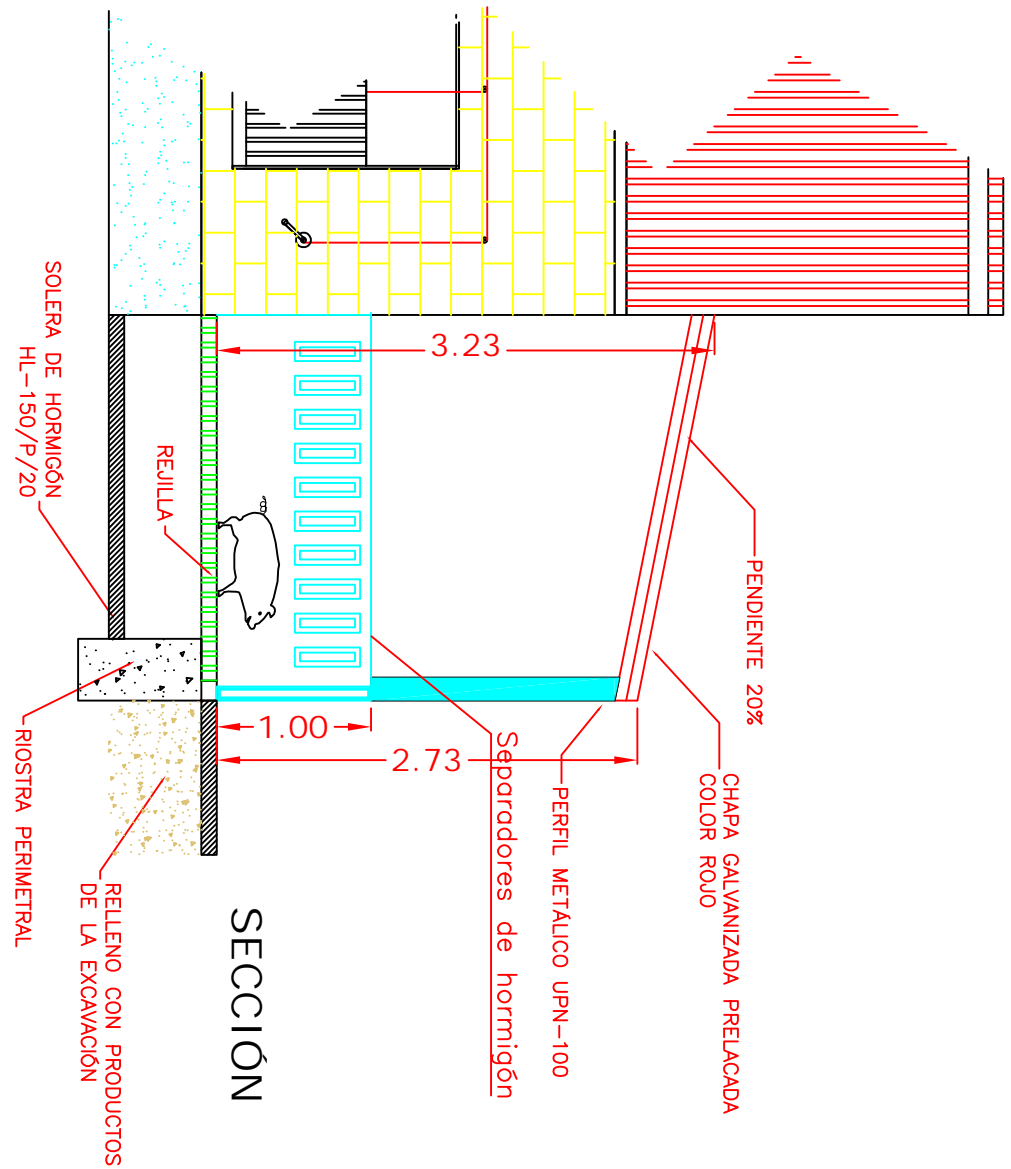 CHAPA GALVANIZADA PRELACADA
COLOR ROJO
PENDIENTE 20%
PERFIL METÁLICO UPN-100
Separadores de hormigón
3.23
2.73
1.00
REJILLA
SOLERA DE HORMIGÓN
HL-150/P/20
RELLENO CON PRODUCTOS
DE LA EXCAVACIÓN
RIOSTRA PERIMETRAL
SECCIÓN